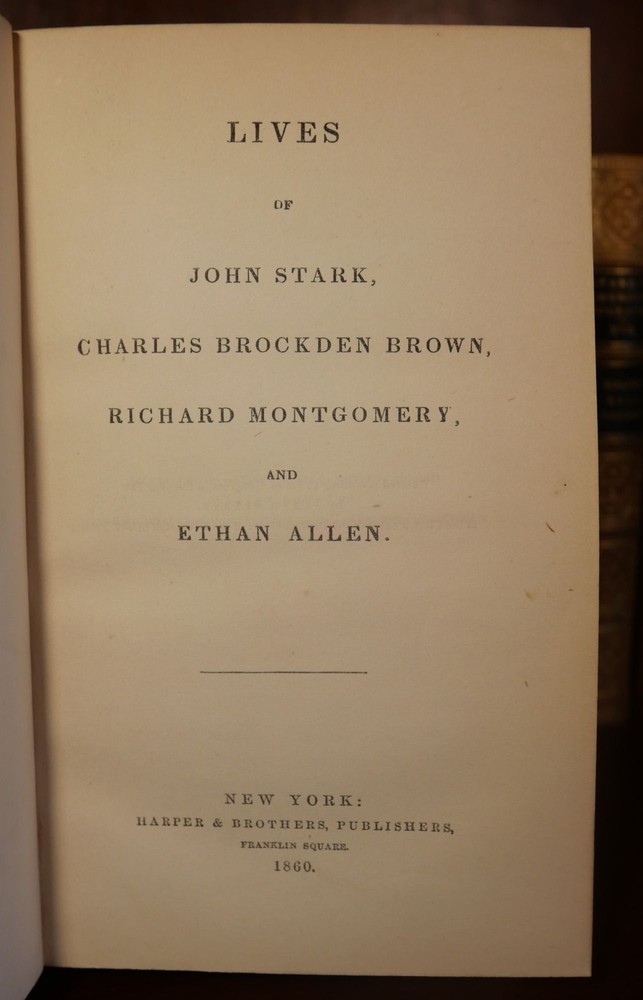 LIVES
OF
JOHN STARK,
CHARLES BROCKDEN BROWN,
RICHARD MONTGOMERY,
AND
ETHAN ALLEN.
NEW YORK:
HARPER & BROTHERS, PUBLISHERS,
FRANKLIN SQUARE.
1860.